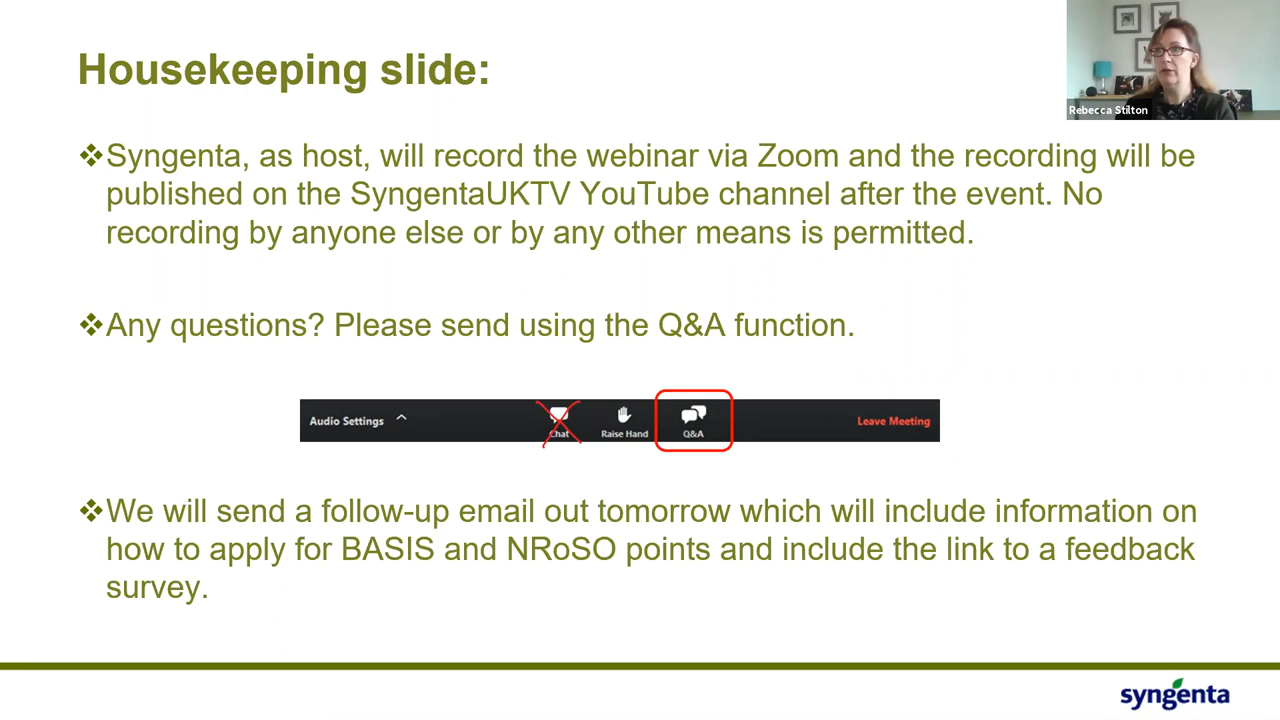 Housekeeping slide:
Rebecca Stilton
❖Syngenta, as host, will record the webinar via Zoom and the recording will be
published on the SyngentaUKTV YouTube channel after the event. No
recording by anyone else or by any other means is permitted.
❖Any questions? Please send using the Q&A function.
Audio Settings
Chat
Raise Hand
Q&A
Leave Meeting
❖We will send a follow-up email out tomorrow which will include information on
how to apply for BASIS and NRoSO points and include the link to a feedback
survey.
syngenta